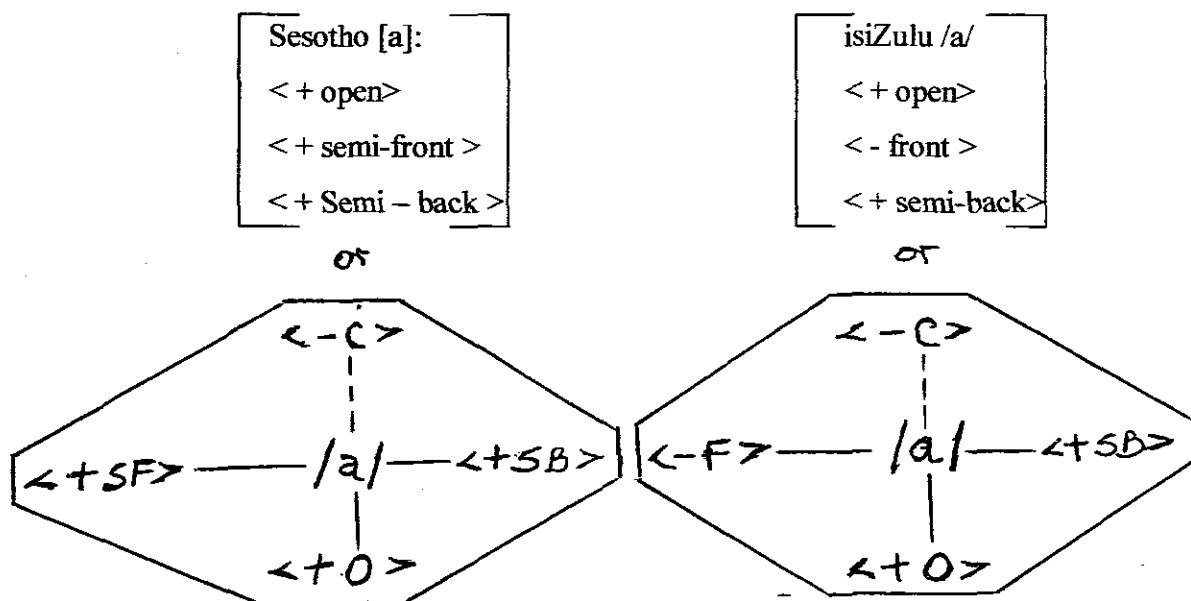 Sesotho [a]:
< + open>
< + semi-front >
< + Semi – back >
or
<-C>
<+SF> /a/ <+SB>
<+O>
isiZulu /a/
< + open>
< - front >
< + semi-back>
or
<-C>
<-F> /a/ <+SB>
<+O>